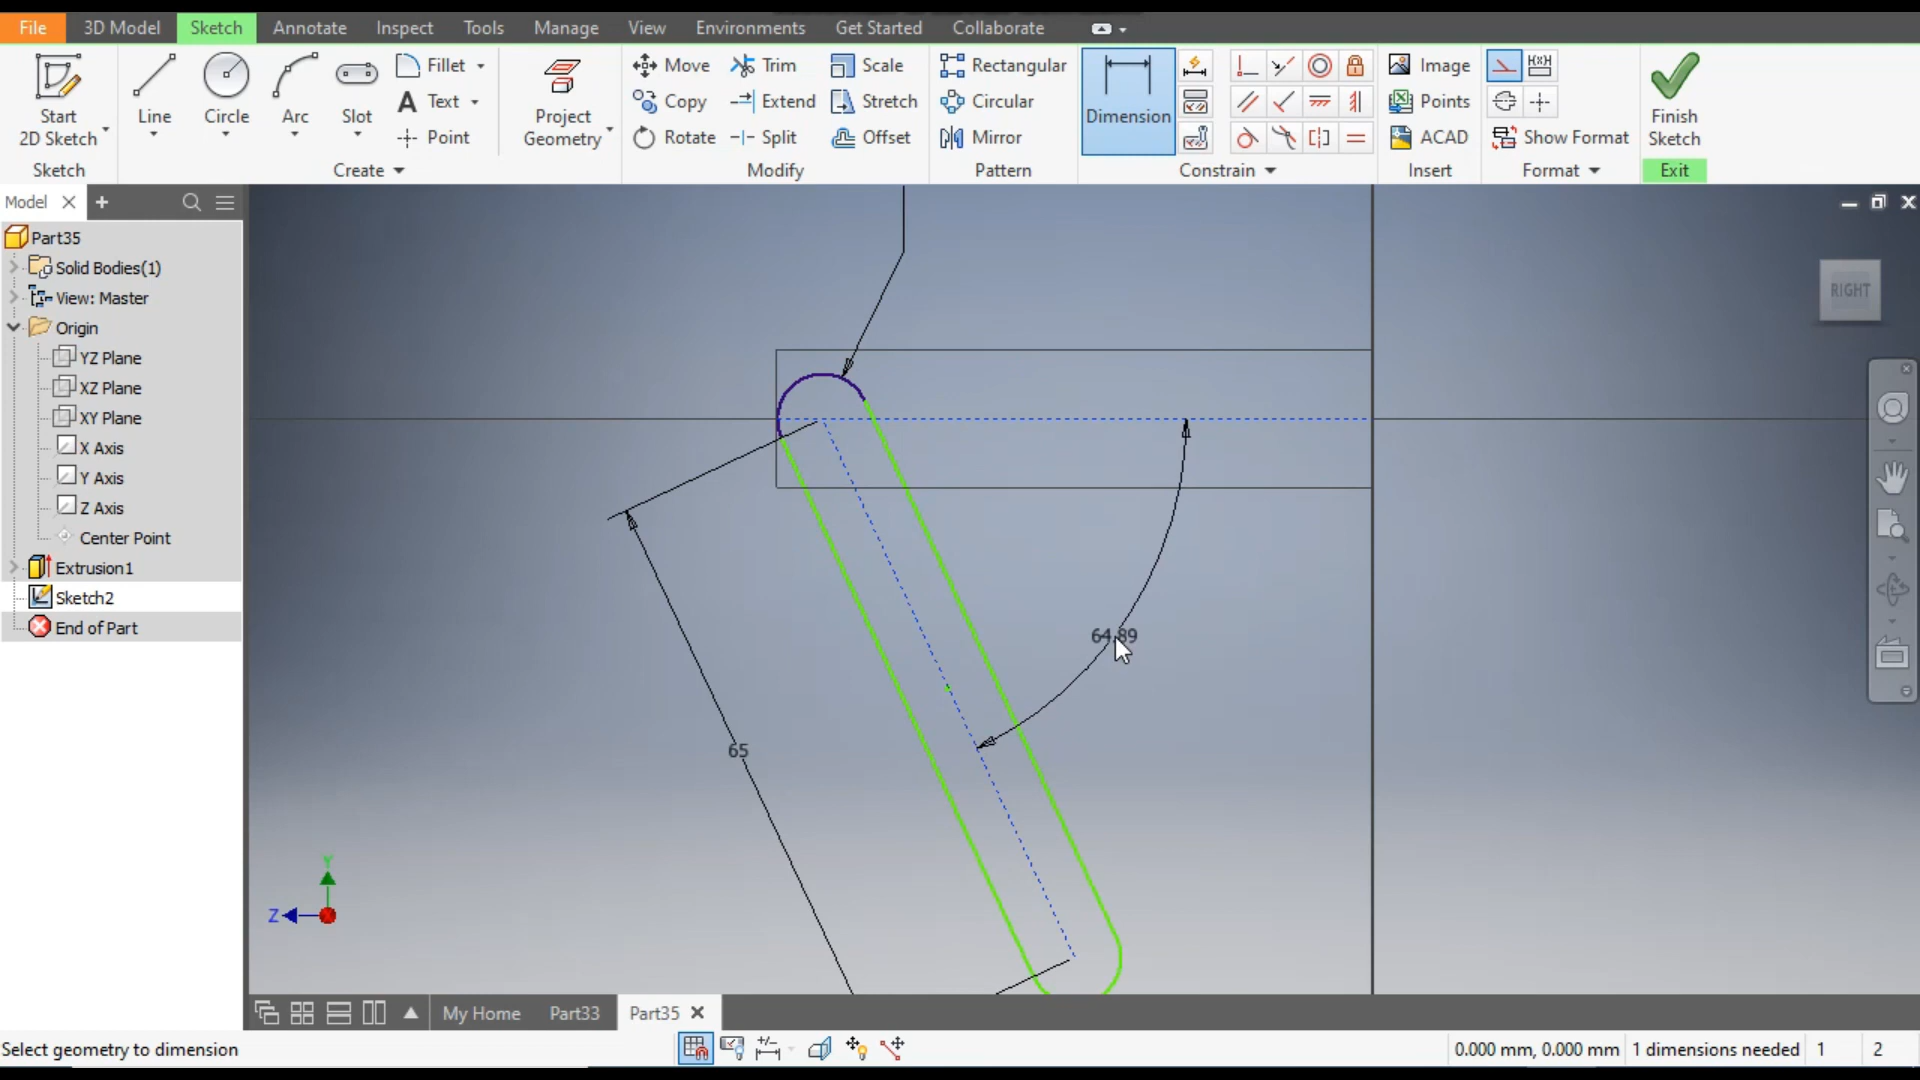 File 3D Model Sketch Annotate Inspect Tools Manage View Environments Get Started Collaborate
Start
2D Sketch
Line
Circle
Arc
Slot
Fillet
Text
Point
Project
Geometry
Move
Copy
Rotate
Trim
Extend
Split
Scale
Stretch
Offset
Rectangular
Circular
Mirror
Dimension
Image
Points
ACAD
Show Format
Finish
Sketch
Sketch Create Modify Pattern Constrain Insert Format Exit
Model
Part35
Solid Bodies(1)
View: Master
Origin
YZ Plane
XZ Plane
XY Plane
X Axis
Y Axis
Z Axis
Center Point
Extrusion1
Sketch2
End of Part
RIGHT
64.89
65
Y
Z
My Home Part33 Part35
Select geometry to dimension
0.000 mm, 0.000 mm 1 dimensions needed 1 2